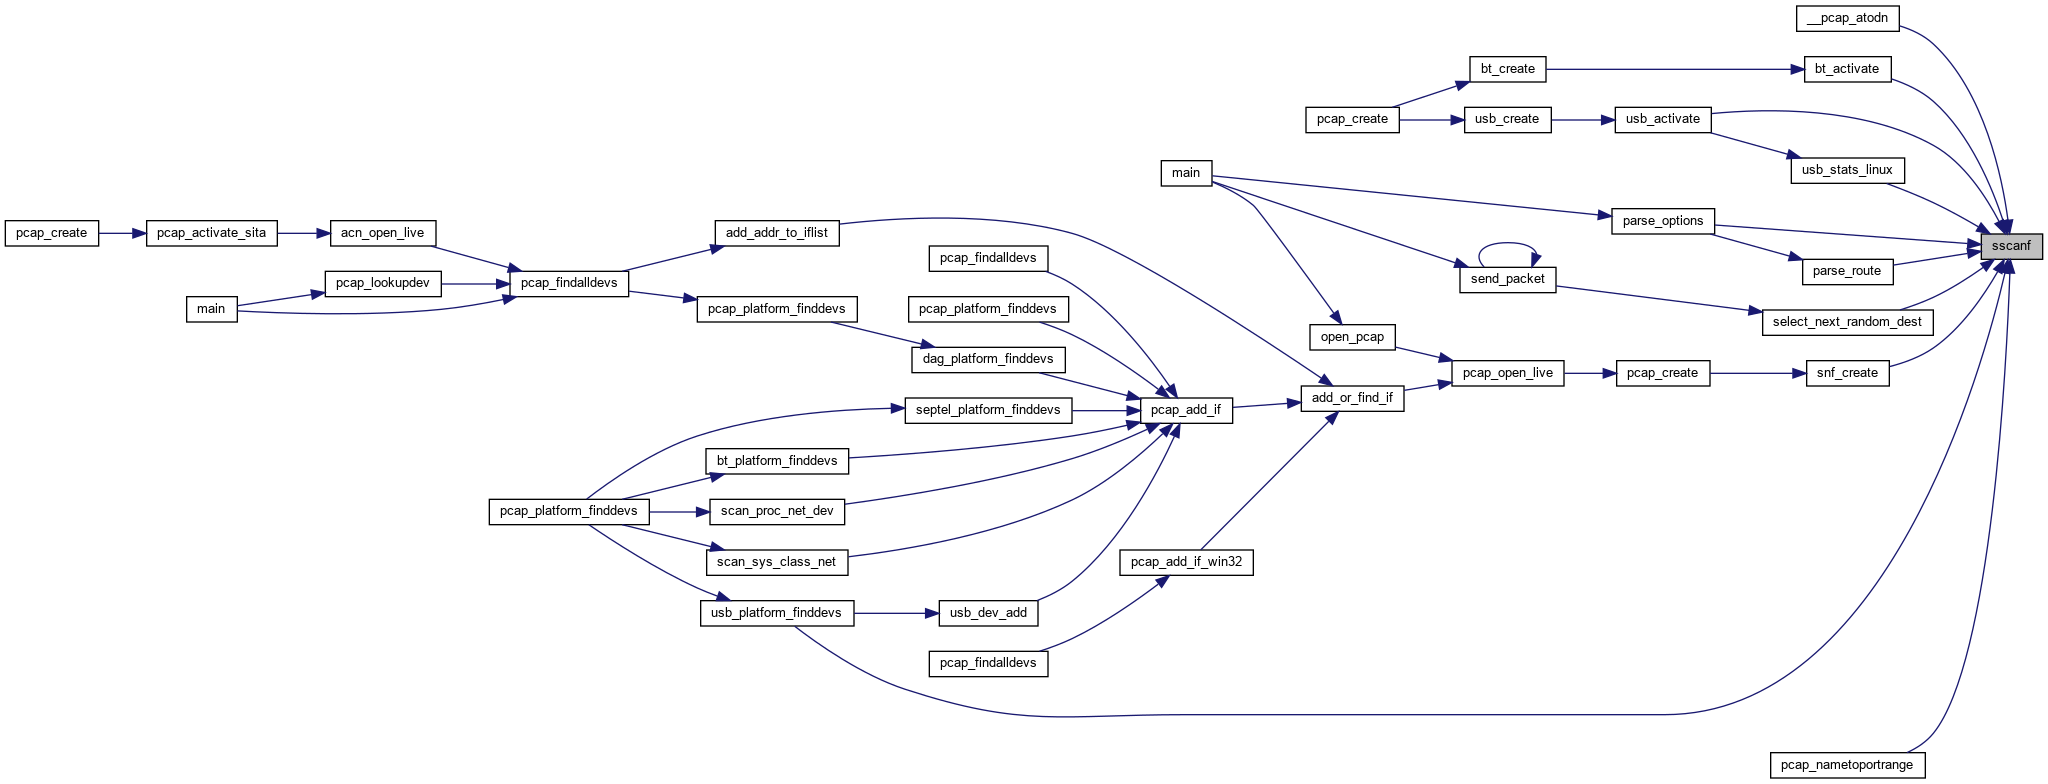 __pcap_atodn
bt_create
bt_activate
pcap_create
usb_create
usb_activate
main
usb_stats_linux
parse_options
pcap_create
pcap_activate_sita
acn_open_live
add_addr_to_iflist
sscanf
pcap_findalldevs
parse_route
pcap_lookupdev
pcap_findalldevs
send_packet
main
pcap_platform_finddevs
pcap_platform_finddevs
select_next_random_dest
open_pcap
dag_platform_finddevs
pcap_open_live
pcap_create
snf_create
add_or_find_if
septel_platform_finddevs
pcap_add_if
bt_platform_finddevs
pcap_platform_finddevs
scan_proc_net_dev
scan_sys_class_net
pcap_add_if_win32
usb_platform_finddevs
usb_dev_add
pcap_findalldevs
pcap_nametoportrange